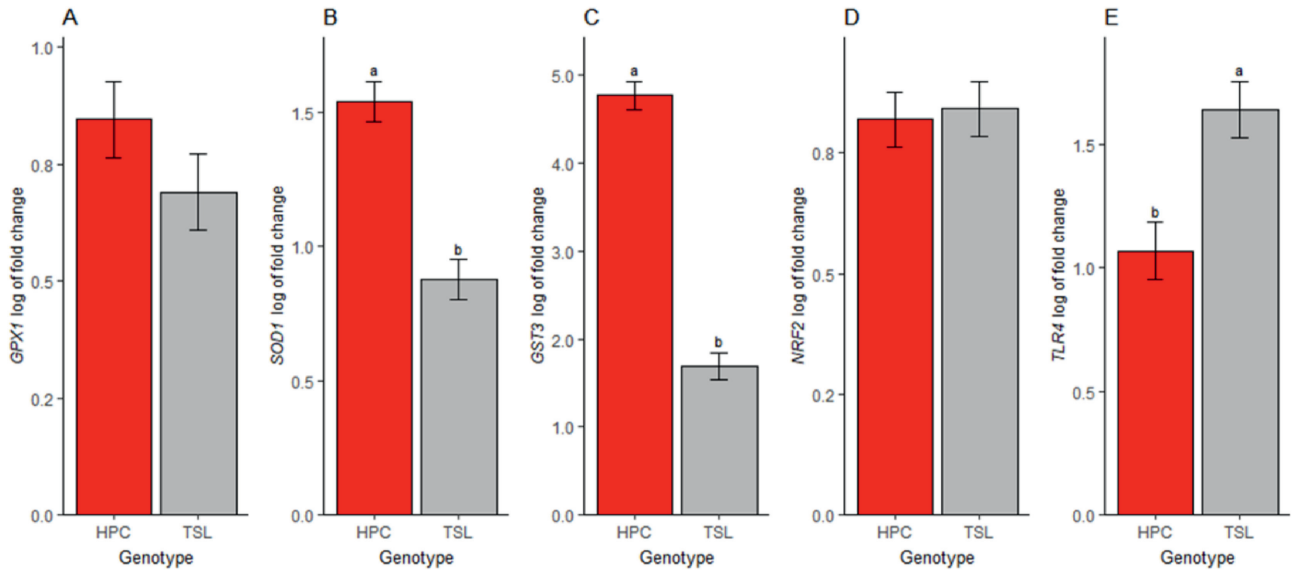 A
GPX1 log of fold change
1.0
0.8
0.5
0.2
0.0
HPC TSL
Genotype
B
SOD1 log of fold change
1.5
1.0
0.5
0.0
a
b
HPC TSL
Genotype
C
GST3 log of fold change
5.0
4.0
3.0
2.0
1.0
0.0
a
b
HPC TSL
Genotype
D
NRF2 log of fold change
0.8
0.5
0.2
0.0
HPC TSL
Genotype
E
TLR4 log of fold change
1.5
1.0
0.5
0.0
b
a
HPC TSL
Genotype